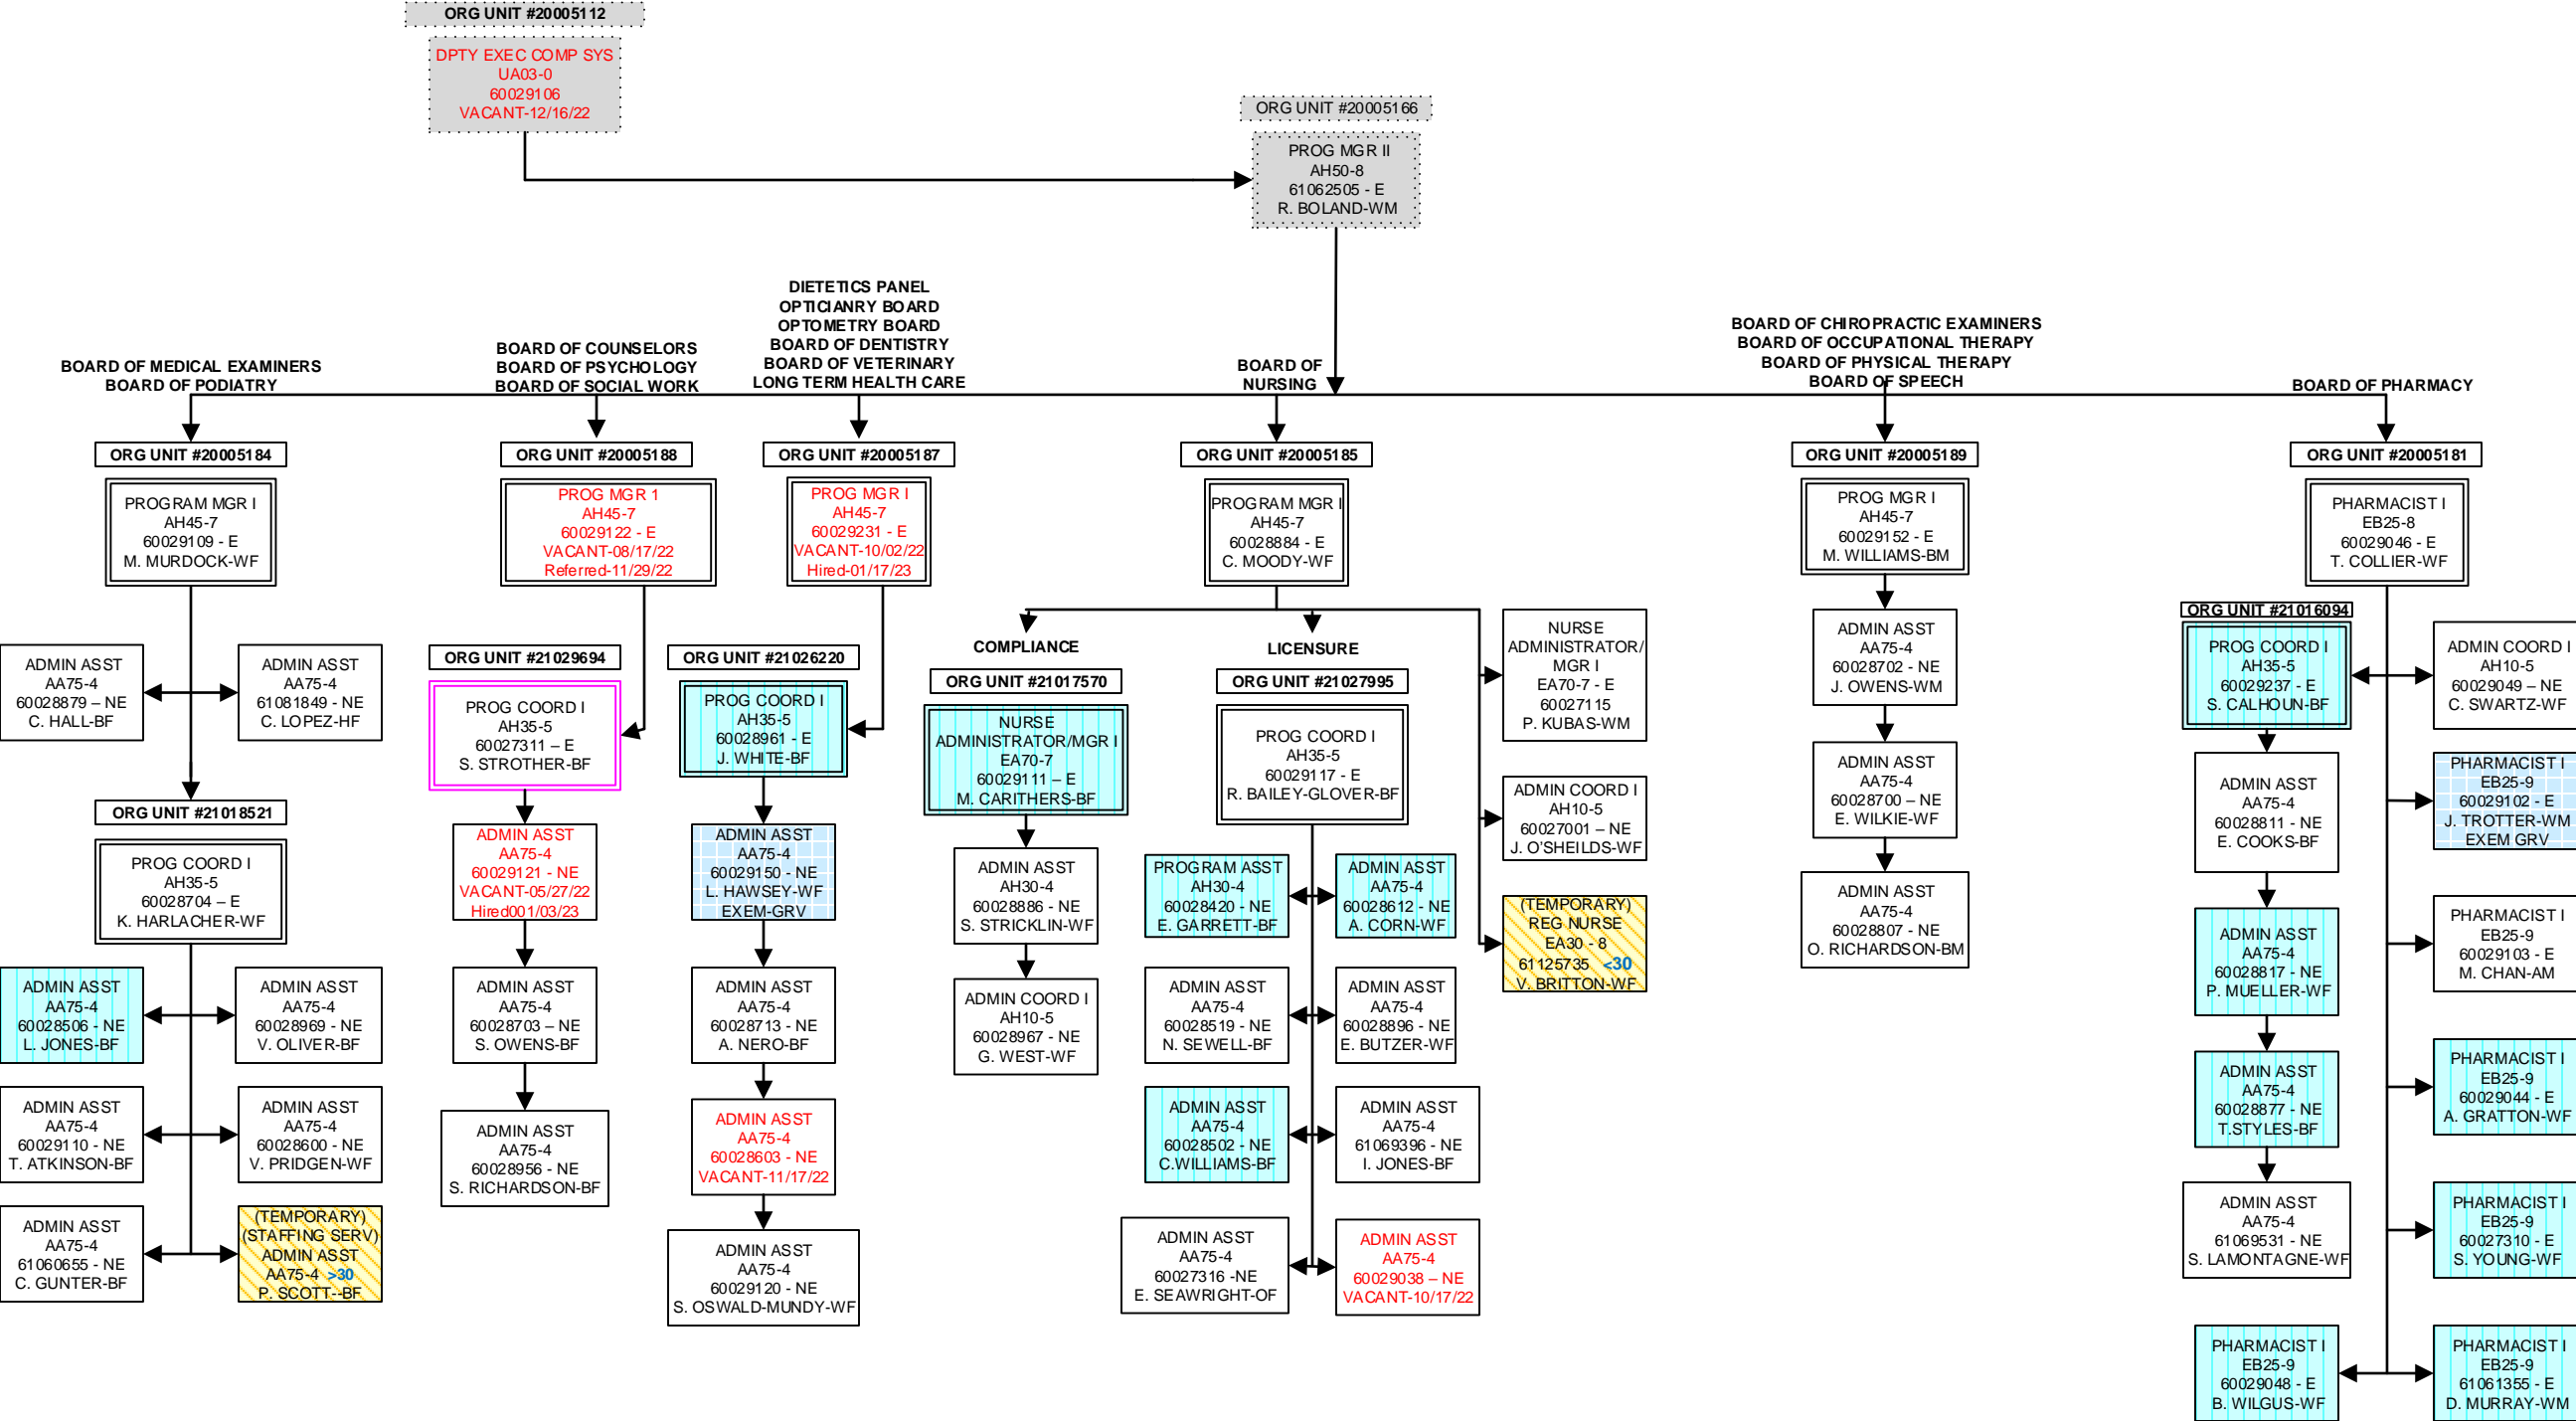 ORG UNIT #20005112
DPTY EXEC COMP SYS
UA03-0
60029106
VACANT-12/16/22
ORG UNIT #20005166
PROG MGR II
AH50-8
61062505 - E
R. BOLAND-WM
BOARD OF MEDICAL EXAMINERS
BOARD OF PODIATRY
ORG UNIT #20005184
PROGRAM MGR I
AH45-7
60029109 - E
M. MURDOCK-WF
ADMIN ASST
AA75-4
60028879 – NE
C. HALL-BF
ADMIN ASST
AA75-4
61081849 - NE
C. LOPEZ-HF
ORG UNIT #21018521
PROG COORD I
AH35-5
60028704 – E
K. HARLACHER-WF
ADMIN ASST
AA75-4
60028506 - NE
L. JONES-BF
ADMIN ASST
AA75-4
60028969 - NE
V. OLIVER-BF
ADMIN ASST
AA75-4
60029110 - NE
T. ATKINSON-BF
ADMIN ASST
AA75-4
60028600 - NE
V. PRIDGEN-WF
ADMIN ASST
AA75-4
61060655 - NE
C. GUNTER-BF
(TEMPORARY)
(STAFFING SERV)
ADMIN ASST
AA75-4 >30
P. SCOTT--BF
BOARD OF COUNSELORS
BOARD OF PSYCHOLOGY
BOARD OF SOCIAL WORK
ORG UNIT #20005188
PROG MGR 1
AH45-7
60029122 - E
VACANT-08/17/22
Referred-11/29/22
ORG UNIT #21029694
PROG COORD I
AH35-5
60027311 – E
S. STROTHER-BF
ADMIN ASST
AA75-4
60029121 - NE
VACANT-05/27/22
Hired001/03/23
ADMIN ASST
AA75-4
60028703 – NE
S. OWENS-BF
ADMIN ASST
AA75-4
60028956 - NE
S. RICHARDSON-BF
DIETETICS PANEL
OPTICIANRY BOARD
OPTOMETRY BOARD
BOARD OF DENTISTRY
BOARD OF VETERINARY
LONG TERM HEALTH CARE
ORG UNIT #20005187
PROG MGR I
AH45-7
60029231 - E
VACANT-10/02/22
Hired-01/17/23
ORG UNIT #21026220
PROG COORD I
AH35-5
60028961 - E
J. WHITE-BF
ADMIN ASST
AA75-4
60029150 - NE
L. HAWSEY-WF
EXEM-GRV
ADMIN ASST
AA75-4
60028713 - NE
A. NERO-BF
ADMIN ASST
AA75-4
60028603 - NE
VACANT-11/17/22
ADMIN ASST
AA75-4
60029120 - NE
S. OSWALD-MUNDY-WF
BOARD OF
NURSING
ORG UNIT #20005185
PROGRAM MGR I
AH45-7
60028884 - E
C. MOODY-WF
COMPLIANCE
ORG UNIT #21017570
NURSE
ADMINISTRATOR/MGR I
EA70-7
60029111 – E
M. CARITHERS-BF
ADMIN ASST
AH30-4
60028886 - NE
S. STRICKLIN-WF
ADMIN COORD I
AH10-5
60028967 - NE
G. WEST-WF
LICENSURE
ORG UNIT #21027995
PROG COORD I
AH35-5
60029117 - E
R. BAILEY-GLOVER-BF
PROGRAM ASST
AH30-4
60028420 - NE
E. GARRETT-BF
ADMIN ASST
AA75-4
60028612 - NE
A. CORN-WF
ADMIN ASST
AA75-4
60028519 - NE
N. SEWELL-BF
ADMIN ASST
AA75-4
60028896 - NE
E. BUTZER-WF
ADMIN ASST
AA75-4
60028502 - NE
C.WILLIAMS-BF
ADMIN ASST
AA75-4
61069396 - NE
I. JONES-BF
ADMIN ASST
AA75-4
60027316 -NE
E. SEAWRIGHT-OF
ADMIN ASST
AA75-4
60029038 – NE
VACANT-10/17/22
NURSE
ADMINISTRATOR/
MGR I
EA70-7 - E
60027115
P. KUBAS-WM
ADMIN COORD I
AH10-5
60027001 – NE
J. O'SHEILDS-WF
(TEMPORARY)
REG NURSE
EA30 - 8
61125735 <30
V. BRITTON-WF
BOARD OF CHIROPRACTIC EXAMINERS
BOARD OF OCCUPATIONAL THERAPY
BOARD OF PHYSICAL THERAPY
BOARD OF SPEECH
ORG UNIT #20005189
PROG MGR I
AH45-7
60029152 - E
M. WILLIAMS-BM
ADMIN ASST
AA75-4
60028702 - NE
J. OWENS-WM
ADMIN ASST
AA75-4
60028700 – NE
E. WILKIE-WF
ADMIN ASST
AA75-4
60028807 - NE
O. RICHARDSON-BM
BOARD OF PHARMACY
ORG UNIT #20005181
PHARMACIST I
EB25-8
60029046 - E
T. COLLIER-WF
ORG UNIT #21016094
PROG COORD I
AH35-5
60029237 - E
S. CALHOUN-BF
ADMIN COORD I
AH10-5
60029049 – NE
C. SWARTZ-WF
ADMIN ASST
AA75-4
60028811 - NE
E. COOKS-BF
PHARMACIST I
EB25-9
60029102 - E
J. TROTTER-WM
EXEM GRV
ADMIN ASST
AA75-4
60028817 - NE
P. MUELLER-WF
PHARMACIST I
EB25-9
60029103 - E
M. CHAN-AM
ADMIN ASST
AA75-4
60028877 - NE
T.STYLES-BF
PHARMACIST I
EB25-9
60029044 - E
A. GRATTON-WF
ADMIN ASST
AA75-4
61069531 - NE
S. LAMONTAGNE-WF
PHARMACIST I
EB25-9
60027310 - E
S. YOUNG-WF
PHARMACIST I
EB25-9
60029048 - E
B. WILGUS-WF
PHARMACIST I
EB25-9
61061355 - E
D. MURRAY-WM